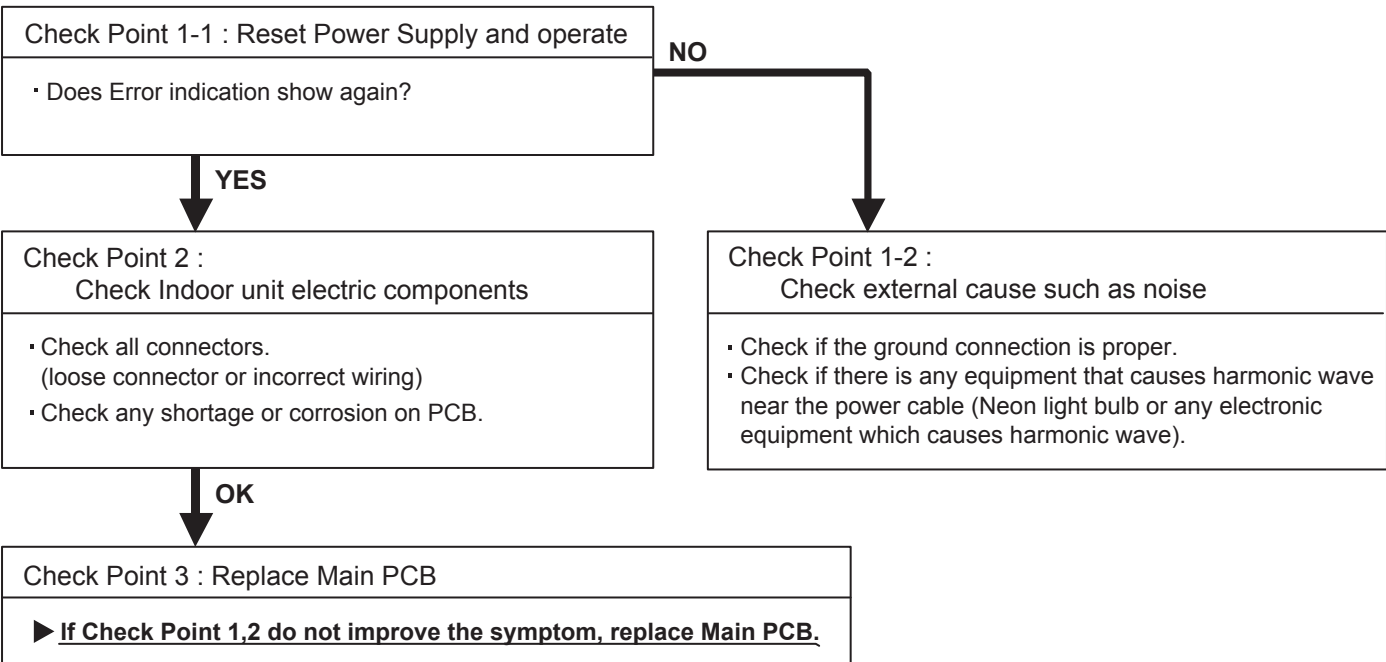 Check Point 1-1 : Reset Power Supply and operate
· Does Error indication show again?
NO
YES
Check Point 2 :
Check Indoor unit electric components
· Check all connectors.
(loose connector or incorrect wiring)
· Check any shortage or corrosion on PCB.
Check Point 1-2 :
Check external cause such as noise
· Check if the ground connection is proper.
· Check if there is any equipment that causes harmonic wave
near the power cable (Neon light bulb or any electronic
equipment which causes harmonic wave).
OK
Check Point 3 : Replace Main PCB
▶ If Check Point 1,2 do not improve the symptom, replace Main PCB.